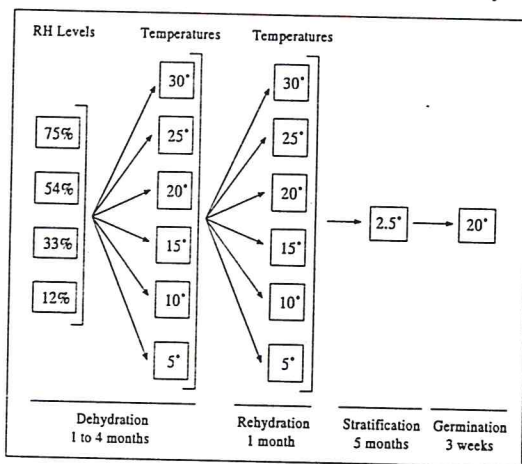 RH Levels
Temperatures
Temperatures
75%
54%
33%
12%
30°
25°
20°
15°
10°
5°
30°
25°
20°
15°
10°
5°
2.5°
20°
Dehydration
1 to 4 months
Rehydration
1 month
Stratification
5 months
Germination
3 weeks